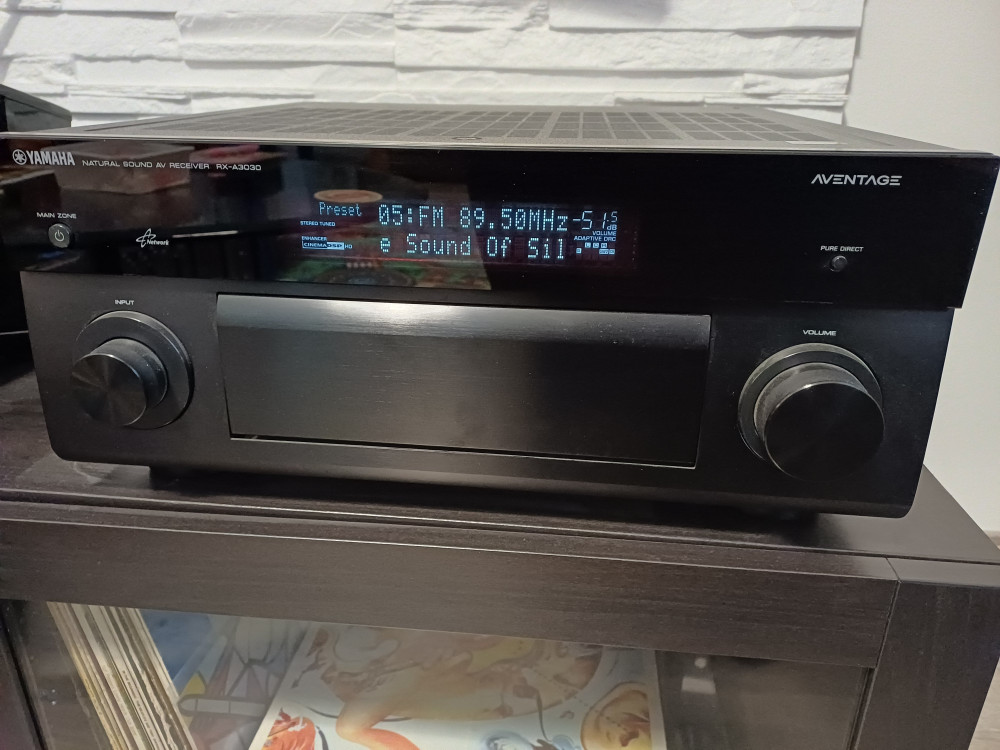 YAMAHA NATURAL SOUND AV RECEIVER RX-A3030
AVENTAGE
MAIN ZONE
Network
Preset 05:FM 89.50MHz -51.5 dB
STEREO TUNED
VOLUME
ENHANCER
ADAPTIVE DRC
CINEMA DSP HD
e Sound Of Sil
PURE DIRECT
INPUT
VOLUME